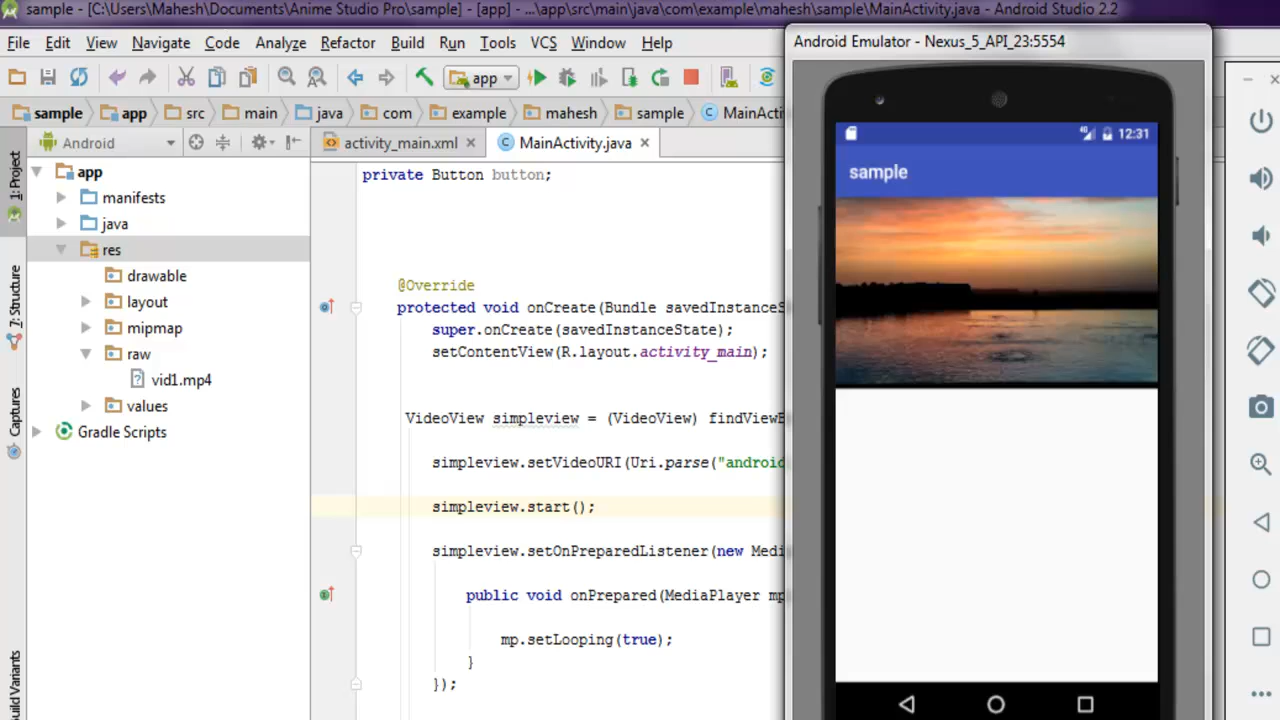 sample - [C:\Users\Mahesh\Documents\Anime Studio Pro\sample] - [app] - ...\app\src\main\java\com\example\mahesh\sample\MainActivity.java - Android Studio 2.2
File Edit View Navigate Code Analyze Refactor Build Run Tools VCS Window Help
app
sample app src main java com example mahesh sample MainActi
Android
activity_main.xml
MainActivity.java
1: Project
7: Structure
Captures
Build Variants
app
manifests
java
res
drawable
layout
mipmap
raw
vid1.mp4
values
Gradle Scripts
private Button button;
@Override
protected void onCreate(Bundle savedInstanceS
super.onCreate(savedInstanceState);
setContentView(R.layout.activity_main);
VideoView simpleview = (VideoView) findViewB
simpleview.setVideoURI(Uri.parse("android
simpleview.start();
simpleview.setOnPreparedListener(new Medi
public void onPrepared(MediaPlayer mp
mp.setLooping(true);
}
});
Android Emulator - Nexus_5_API_23:5554
4G 12:31
sample